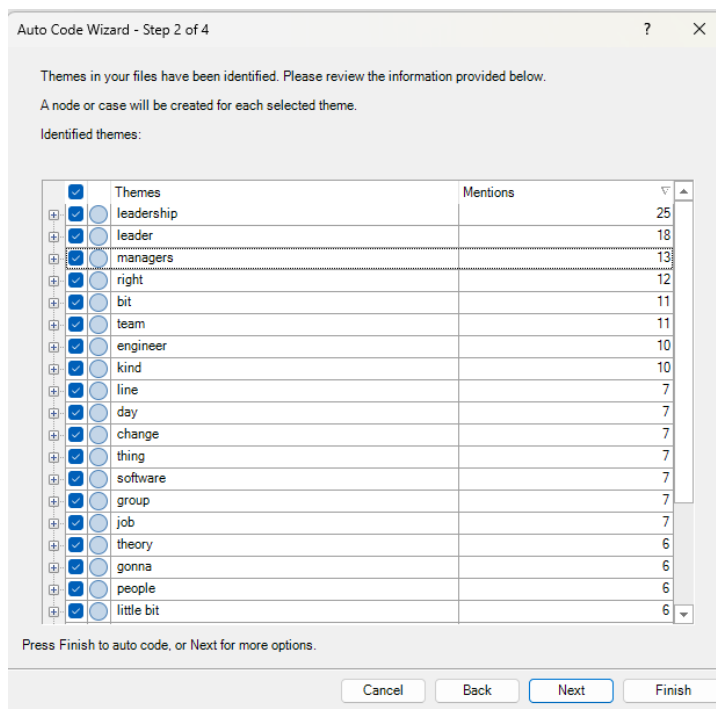 Auto Code Wizard - Step 2 of 4 ?
Themes in your files have been identified. Please review the information provided below.
A node or case will be created for each selected theme.
Identified themes:
Themes Mentions
leadership 25
leader 18
managers 13
right 12
bit 11
team 11
engineer 10
kind 10
line 7
day 7
change 7
thing 7
software 7
group 7
job 7
theory 6
gonna 6
people 6
little bit 6
Press Finish to auto code, or Next for more options.
Cancel Back Next Finish